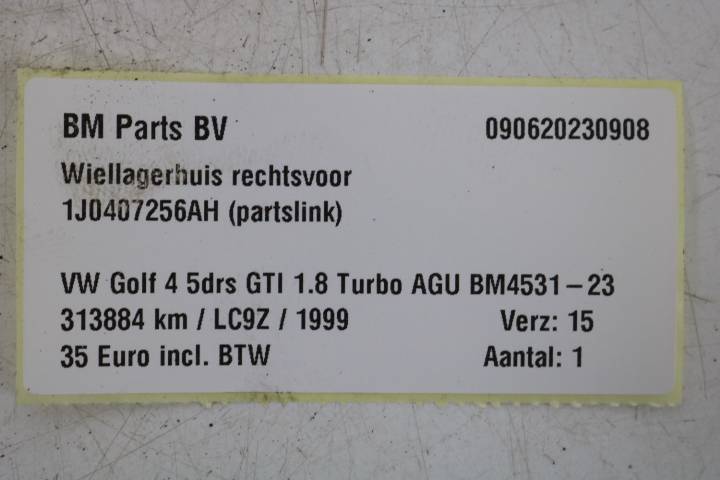 BM Parts BV 090620230908
Wiellagerhuis rechtsvoor
1J0407256AH (partslink)
VW Golf 4 5drs GTI 1.8 Turbo AGU BM4531-23
313884 km / LC9Z / 1999 Verz: 15
35 Euro incl. BTW Aantal: 1